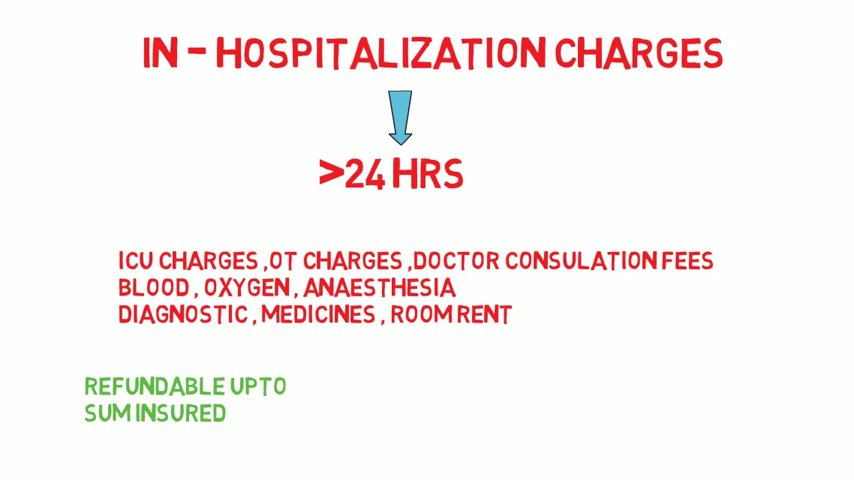 IN - HOSPITALIZATION CHARGES
>24 HRS
ICU CHARGES ,OT CHARGES ,DOCTOR CONSULATION FEES
BLOOD , OXYGEN , ANAESTHESIA
DIAGNOSTIC , MEDICINES , ROOM RENT
REFUNDABLE UPTO
SUM INSURED